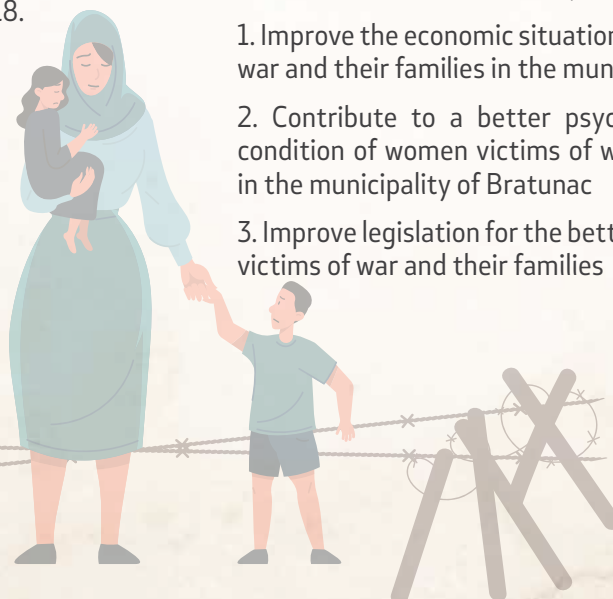 8.
1. Improve the economic situation
war and their families in the mun
2. Contribute to a better psyc
condition of women victims of w
in the municipality of Bratunac
3. Improve legislation for the bett
victims of war and their families